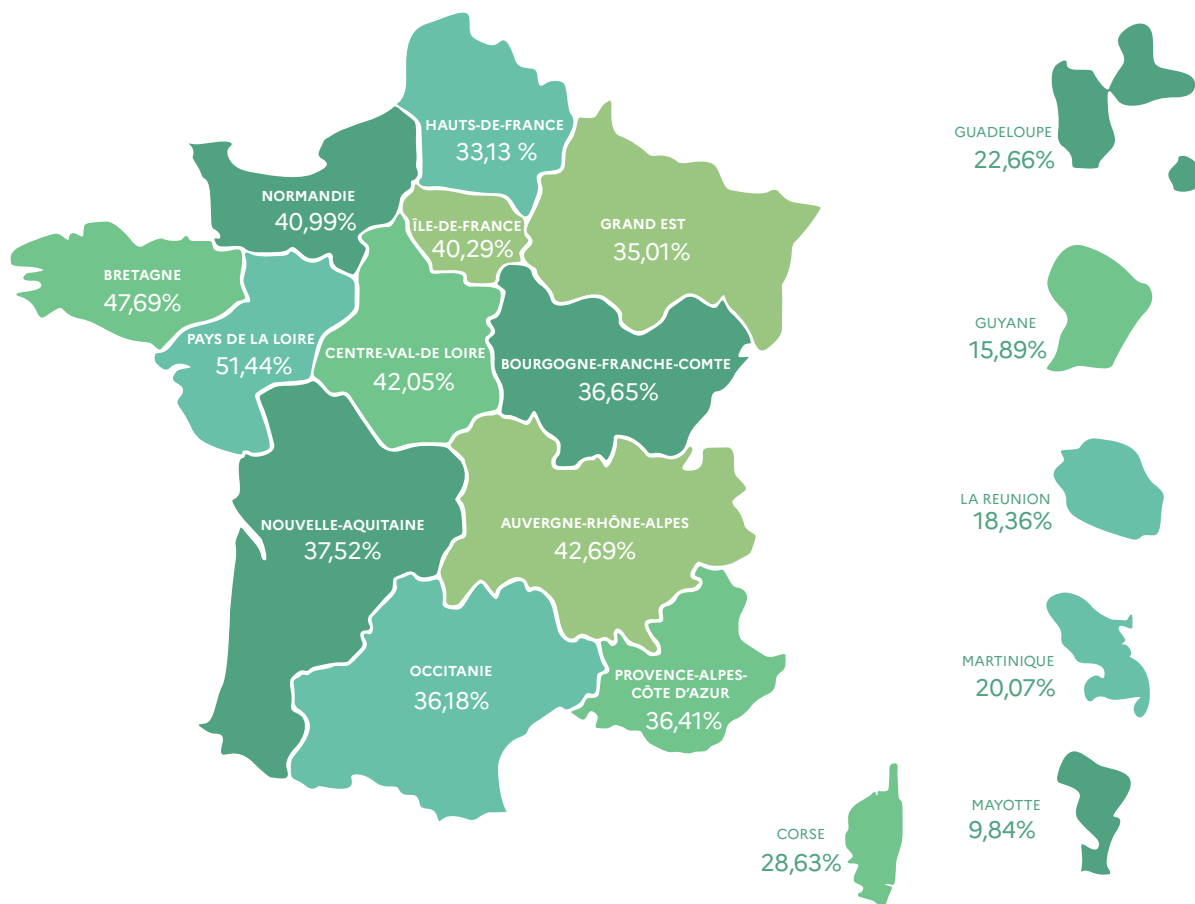 HAUTS-DE-FRANCE
33,13 %
NORMANDIE
40,99%
ÎLE-DE-FRANCE
40,29%
GRAND EST
35,01%
BRETAGNE
47,69%
PAYS DE LA LOIRE
51,44%
CENTRE-VAL-DE LOIRE
42,05%
BOURGOGNE-FRANCHE-COMTE
36,65%
NOUVELLE-AQUITAINE
37,52%
AUVERGNE-RHÔNE-ALPES
42,69%
OCCITANIE
36,18%
PROVENCE-ALPES-
CÔTE D'AZUR
36,41%
CORSE
28,63%
GUADELOUPE
22,66%
GUYANE
15,89%
LA REUNION
18,36%
MARTINIQUE
20,07%
MAYOTTE
9,84%